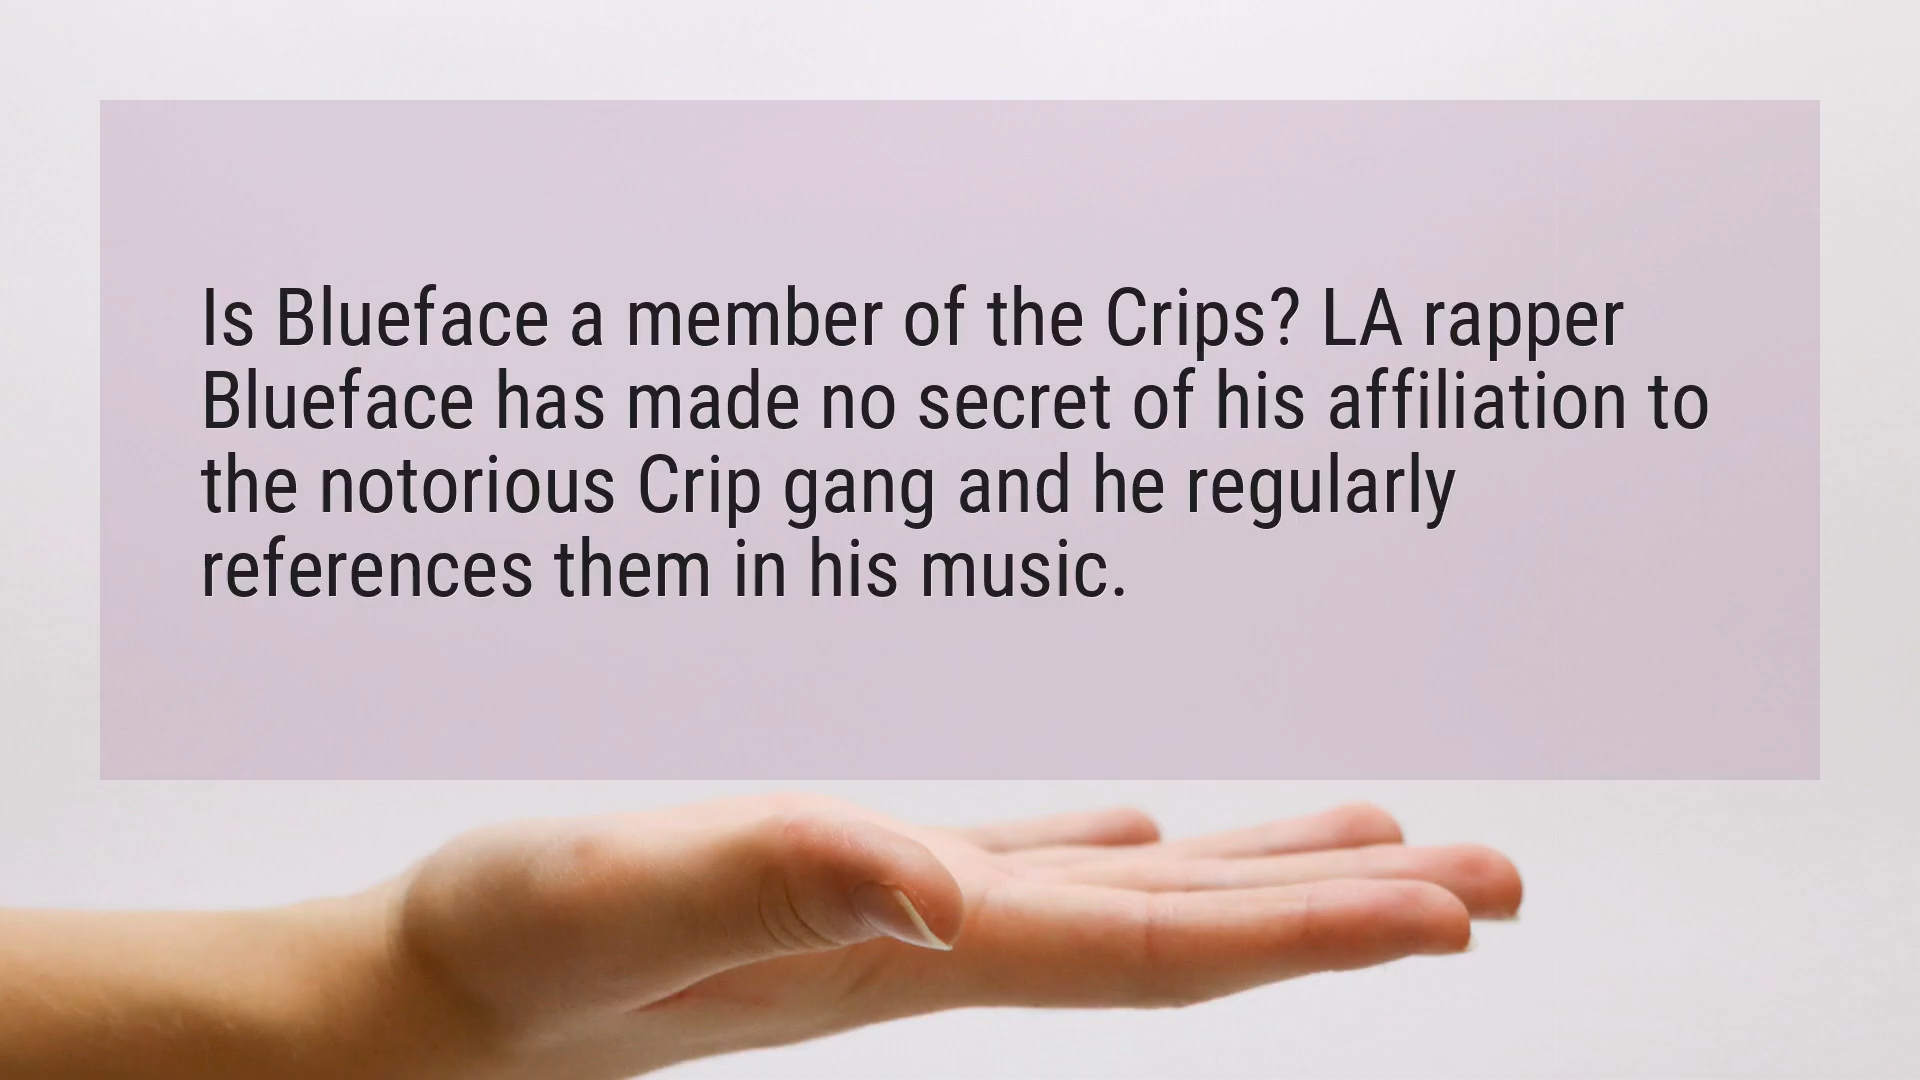 Is Blueface a member of the Crips? LA rapper
Blueface has made no secret of his affiliation to
the notorious Crip gang and he regularly
references them in his music.